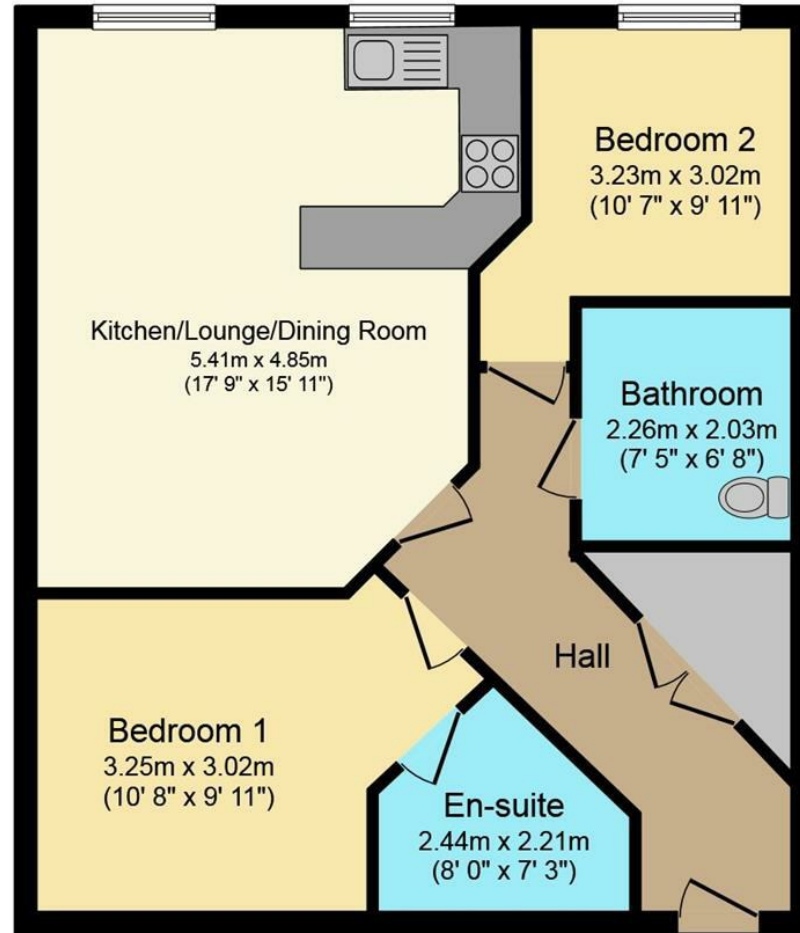 Bedroom 2
3.23m x 3.02m
(10' 7" x 9' 11")
Kitchen/Lounge/Dining Room
5.41m x 4.85m
(17' 9" x 15' 11")
Bathroom
2.26m x 2.03m
(7' 5" x 6' 8")
Hall
Bedroom 1
3.25m x 3.02m
(10' 8" x 9' 11")
En-suite
2.44m x 2.21m
(8' 0" x 7' 3")